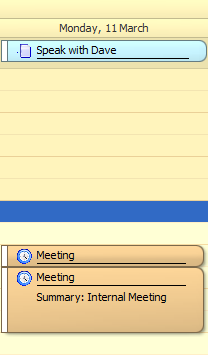 Monday, 11 March
Speak with Dave
Meeting
Meeting
Summary: Internal Meeting